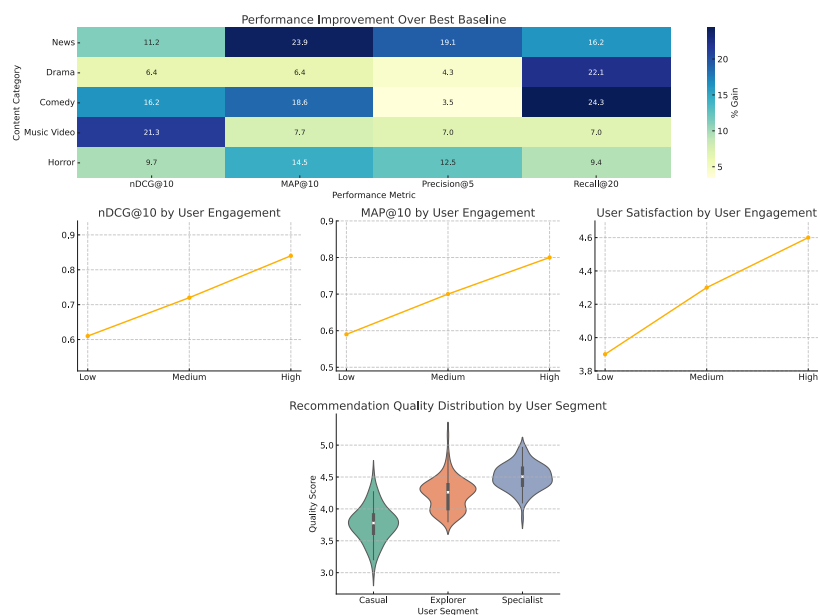 Performance Improvement Over Best Baseline
News 11.2 23.9 19.1 16.2
Drama 6.4 6.4 4.3 22.1
Comedy 16.2 18.6 3.5 24.3
Music Video 21.3 7.7 7.0 7.0
Horror 9.7 14.5 12.5 9.4
nDCG@10 MAP@10 Precision@5 Recall@20
Performance Metric
Content Category
20
15
10
5
% Gain
nDCG@10 by User Engagement
0.9
0.8
0.7
0.6
Low Medium High
MAP@10 by User Engagement
0.9
0.8
0.7
0.6
0.5
Low Medium High
User Satisfaction by User Engagement
4.6
4.4
4.2
4.0
3.8
Low Medium High
Recommendation Quality Distribution by User Segment
5.0
4.5
4.0
3.5
3.0
Quality Score
Casual Explorer Specialist
User Segment